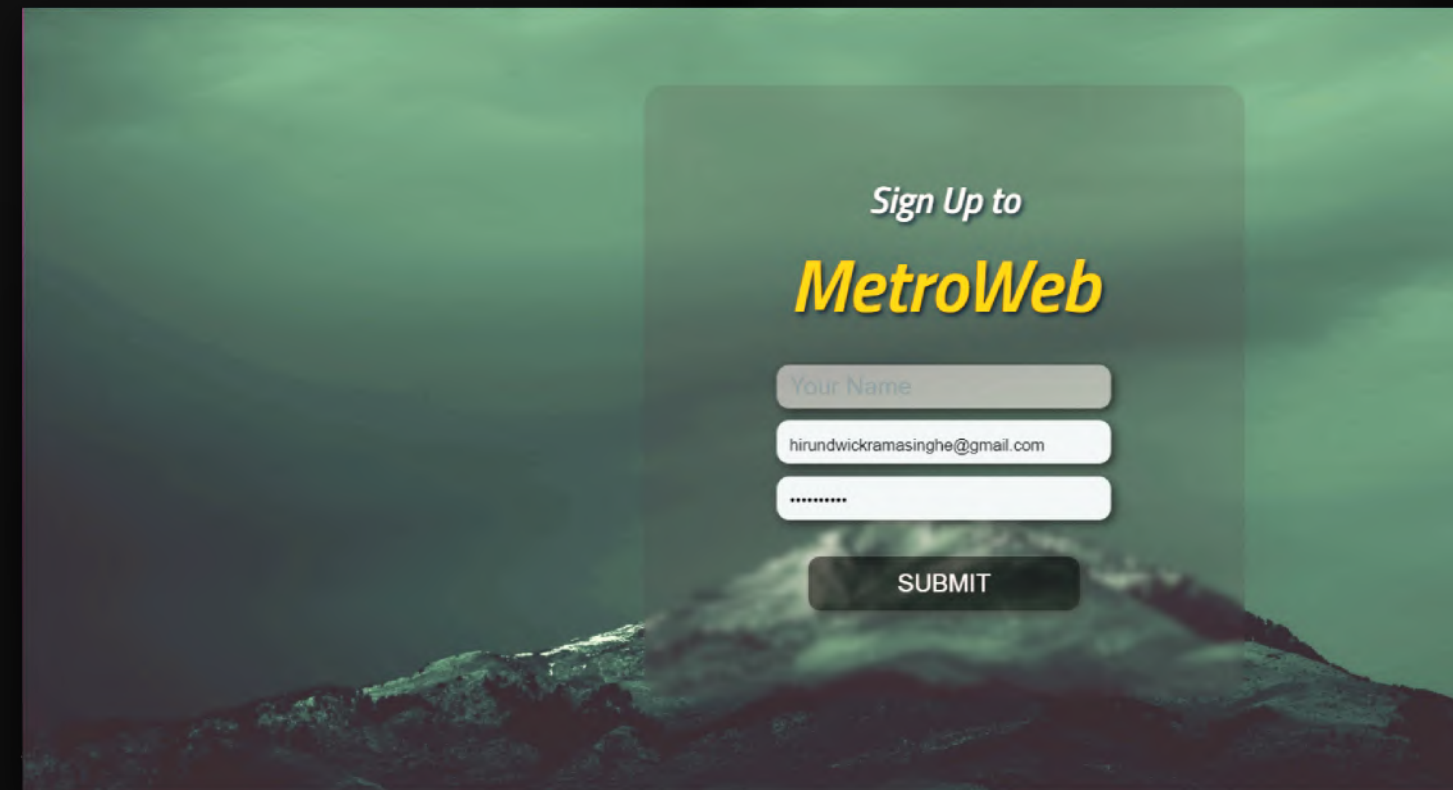 Sign Up to
MetroWeb
Your Name
hirundwickramasinghe@gmail.com
••••••••••
SUBMIT